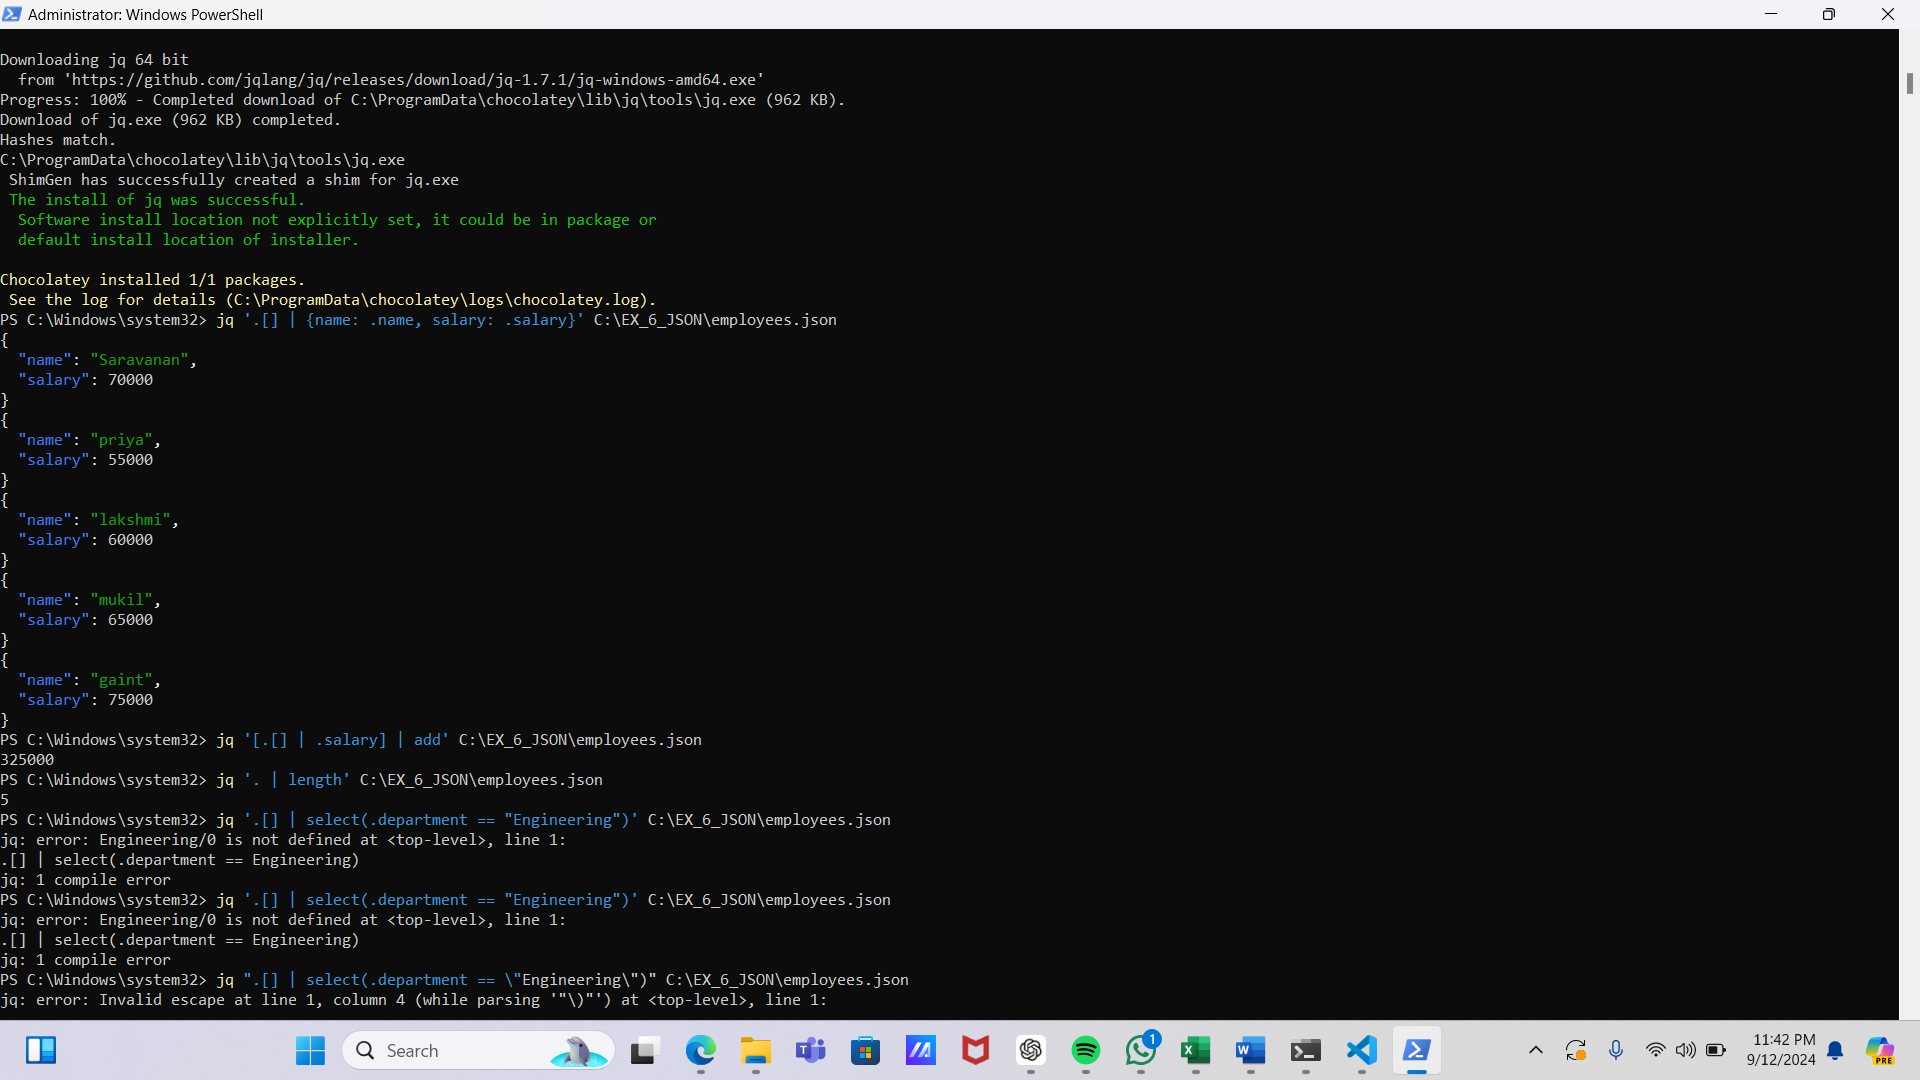 Administrator: Windows PowerShell
Downloading jq 64 bit
  from 'https://github.com/jqlang/jq/releases/download/jq-1.7.1/jq-windows-amd64.exe'
Progress: 100% - Completed download of C:\ProgramData\chocolatey\lib\jq\tools\jq.exe (962 KB).
Download of jq.exe (962 KB) completed.
Hashes match.
C:\ProgramData\chocolatey\lib\jq\tools\jq.exe
 ShimGen has successfully created a shim for jq.exe
 The install of jq was successful.
  Software install location not explicitly set, it could be in package or
  default install location of installer.
Chocolatey installed 1/1 packages.
 See the log for details (C:\ProgramData\chocolatey\logs\chocolatey.log).
PS C:\Windows\system32> jq '.[] | {name: .name, salary: .salary}' C:\EX_6_JSON\employees.json
{
  "name": "Saravanan",
  "salary": 70000
}
{
  "name": "priya",
  "salary": 55000
}
{
  "name": "lakshmi",
  "salary": 60000
}
{
  "name": "mukil",
  "salary": 65000
}
{
  "name": "gaint",
  "salary": 75000
}
PS C:\Windows\system32> jq '[.[] | .salary] | add' C:\EX_6_JSON\employees.json
325000
PS C:\Windows\system32> jq '. | length' C:\EX_6_JSON\employees.json
5
PS C:\Windows\system32> jq '.[] | select(.department == "Engineering")' C:\EX_6_JSON\employees.json
jq: error: Engineering/0 is not defined at <top-level>, line 1:
.[] | select(.department == Engineering)
jq: 1 compile error
PS C:\Windows\system32> jq '.[] | select(.department == "Engineering")' C:\EX_6_JSON\employees.json
jq: error: Engineering/0 is not defined at <top-level>, line 1:
.[] | select(.department == Engineering)
jq: 1 compile error
PS C:\Windows\system32> jq ".[] | select(.department == \"Engineering\")" C:\EX_6_JSON\employees.json
jq: error: Invalid escape at line 1, column 4 (while parsing '"\)"') at <top-level>, line 1:
Search
1
11:42 PM
9/12/2024
PRE